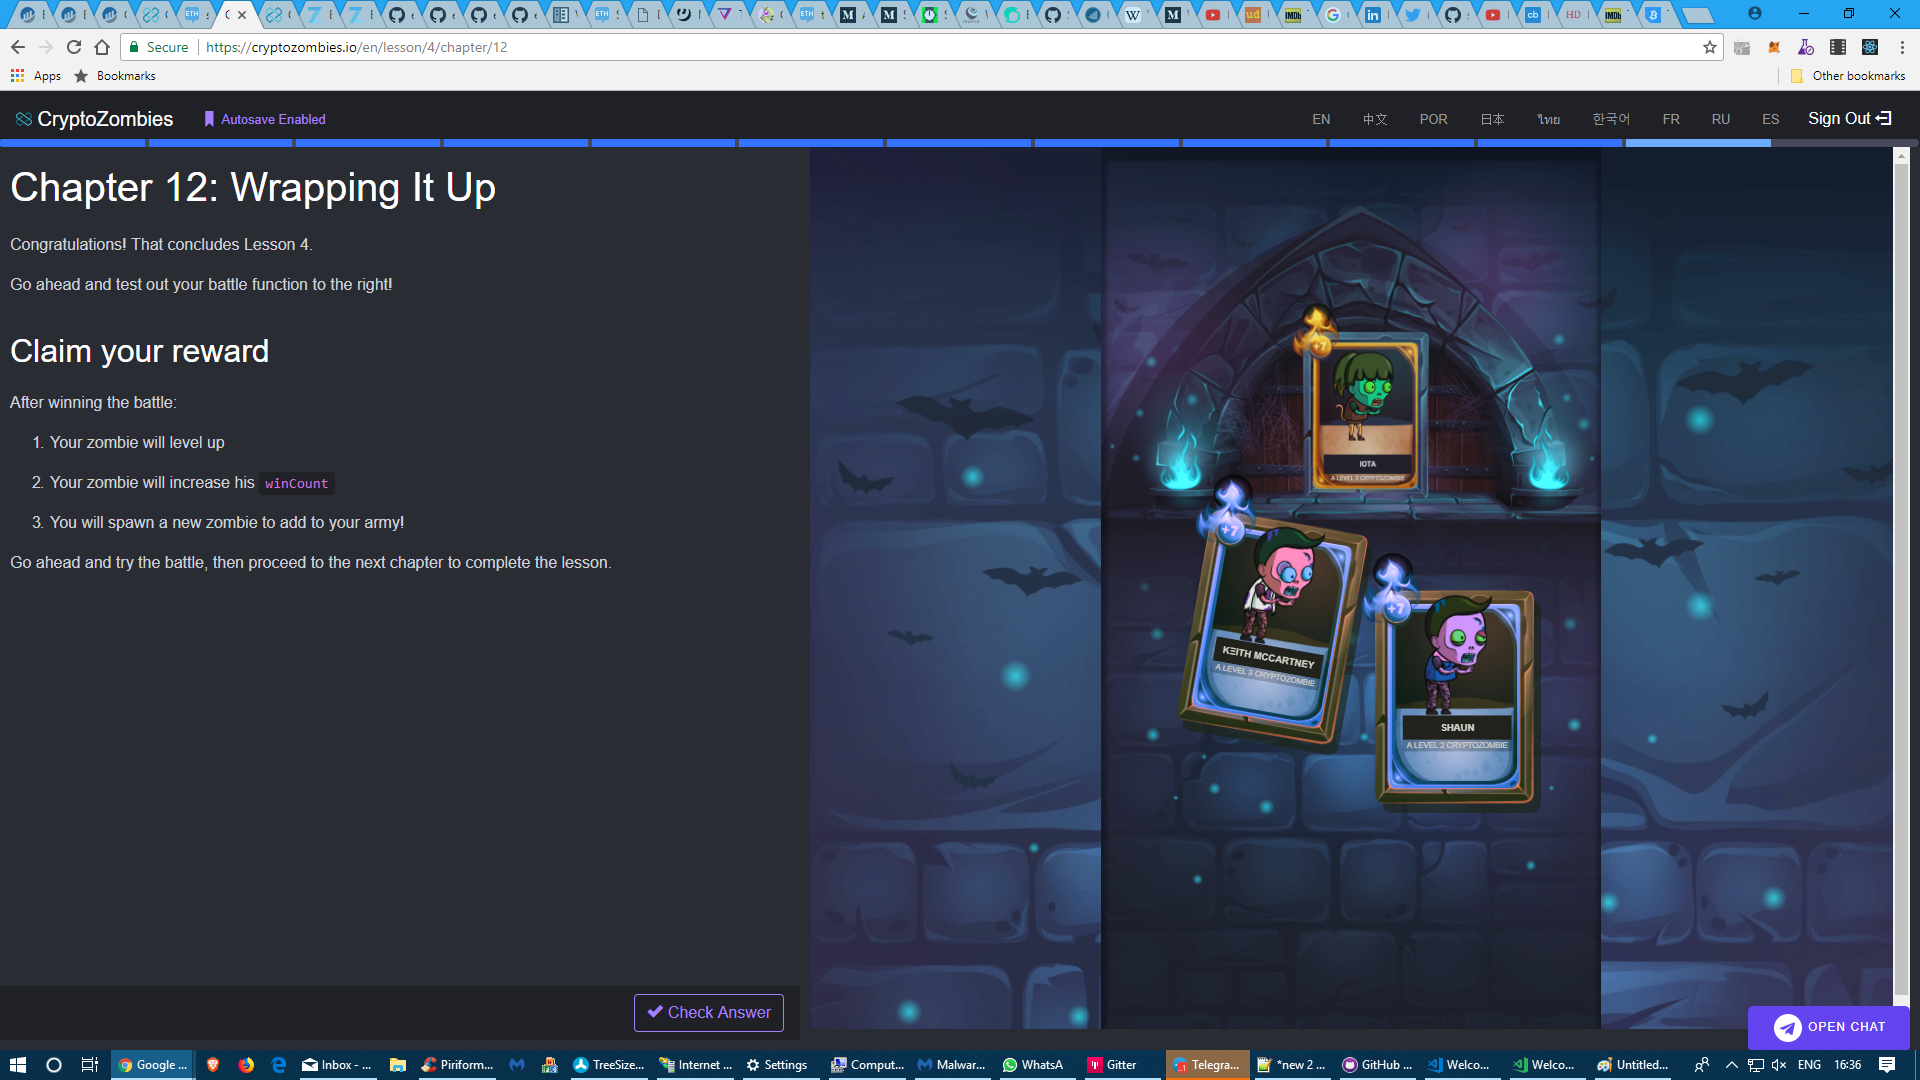 Secure
https://cryptozombies.io/en/lesson/4/chapter/12
Apps
Bookmarks
Other bookmarks
CryptoZombies
Autosave Enabled
EN
中文
POR
日本
ไทย
한국어
FR
RU
ES
Sign Out
Chapter 12: Wrapping It Up
Congratulations! That concludes Lesson 4.
Go ahead and test out your battle function to the right!
Claim your reward
After winning the battle:
1. Your zombie will level up
2. Your zombie will increase his winCount
3. You will spawn a new zombie to add to your army!
Go ahead and try the battle, then proceed to the next chapter to complete the lesson.
Check Answer
+7
IOTA
A LEVEL 2 CRYPTOZOMBIE
+7
KΞITH MCCARTNEY
A LEVEL 3 CRYPTOZOMBIE
+7
SHAUN
A LEVEL 2 CRYPTOZOMBIE
OPEN CHAT
Google ...
Inbox - ...
Piriform...
TreeSize...
Internet ...
Settings
Comput...
Malwar...
WhatsA
Gitter
Telegra...
*new 2 ...
GitHub ...
Welco...
Welco...
Untitled...
ENG
16:36